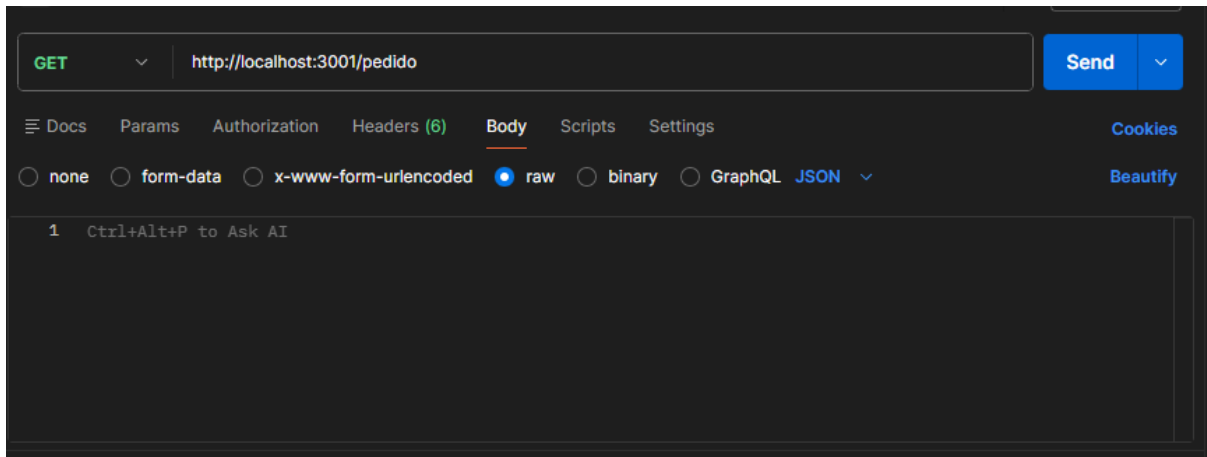 GET http://localhost:3001/pedido Send
Docs Params Authorization Headers (6) Body Scripts Settings Cookies
none form-data x-www-form-urlencoded raw binary GraphQL JSON Beautify
1 Ctrl+Alt+P to Ask AI